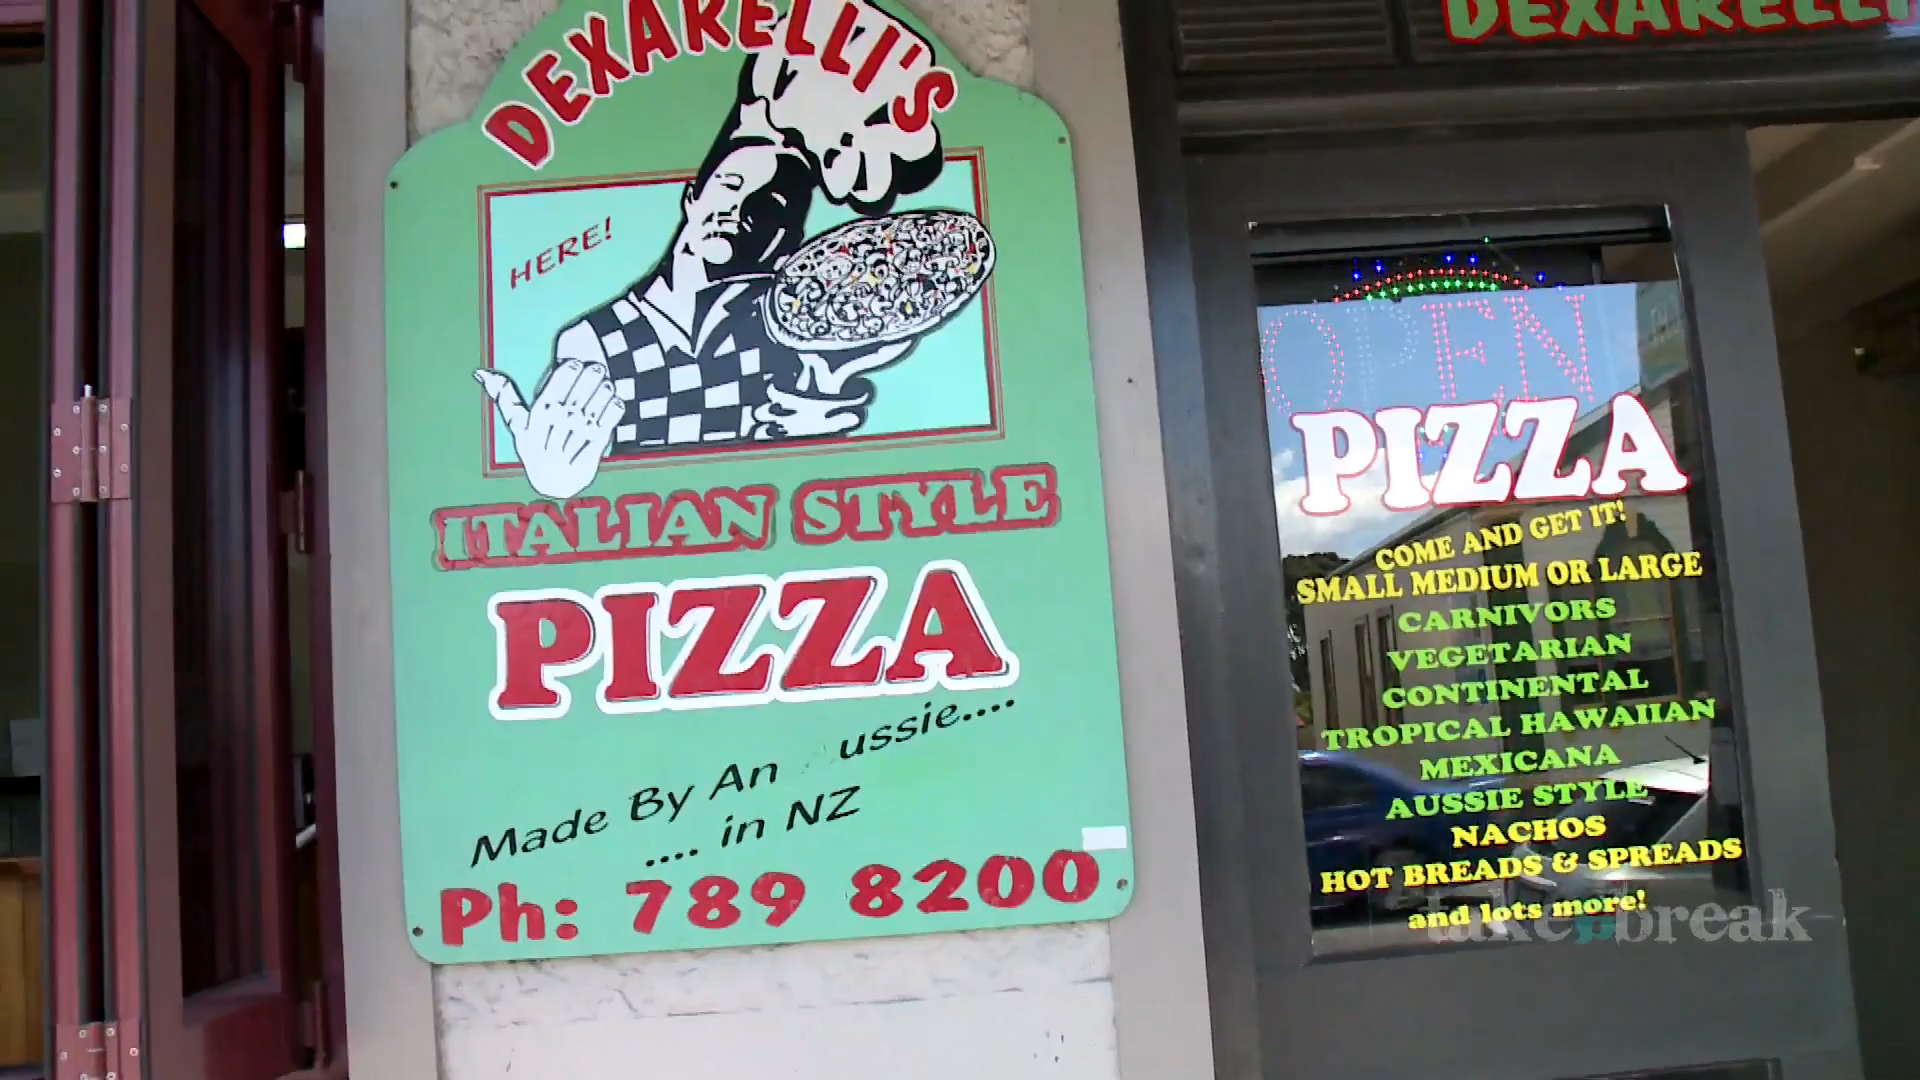 DEXARELLI'S
HERE!
ITALIAN STYLE
PIZZA
Made By An ussie....
.... in NZ
Ph: 789 8200
DEXARELLI
OPEN
PIZZA
COME AND GET IT!
SMALL MEDIUM OR LARGE
CARNIVORS
VEGETARIAN
CONTINENTAL
TROPICAL HAWAIIAN
MEXICANA
AUSSIE STYLE
NACHOS
HOT BREADS & SPREADS
and lots more!
take break